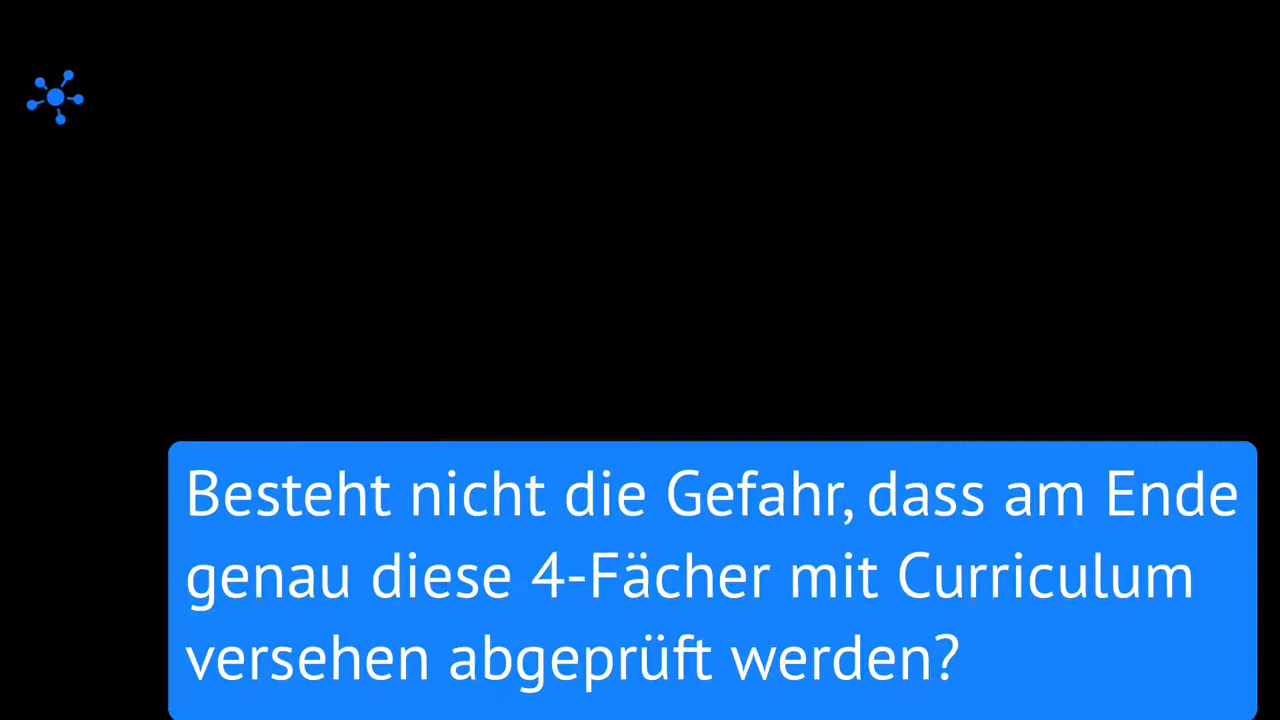 Besteht nicht die Gefahr, dass am Ende
genau diese 4-Fächer mit Curriculum
versehen abgeprüft werden?